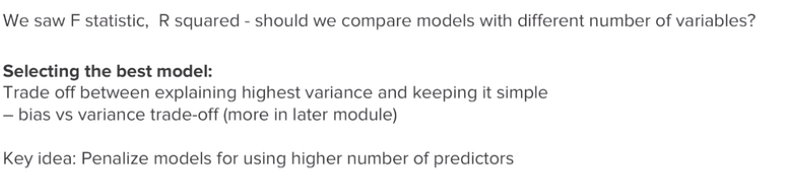 We saw F statistic,  R squared - should we compare models with different number of variables?
Selecting the best model:
Trade off between explaining highest variance and keeping it simple
– bias vs variance trade-off (more in later module)
Key idea: Penalize models for using higher number of predictors